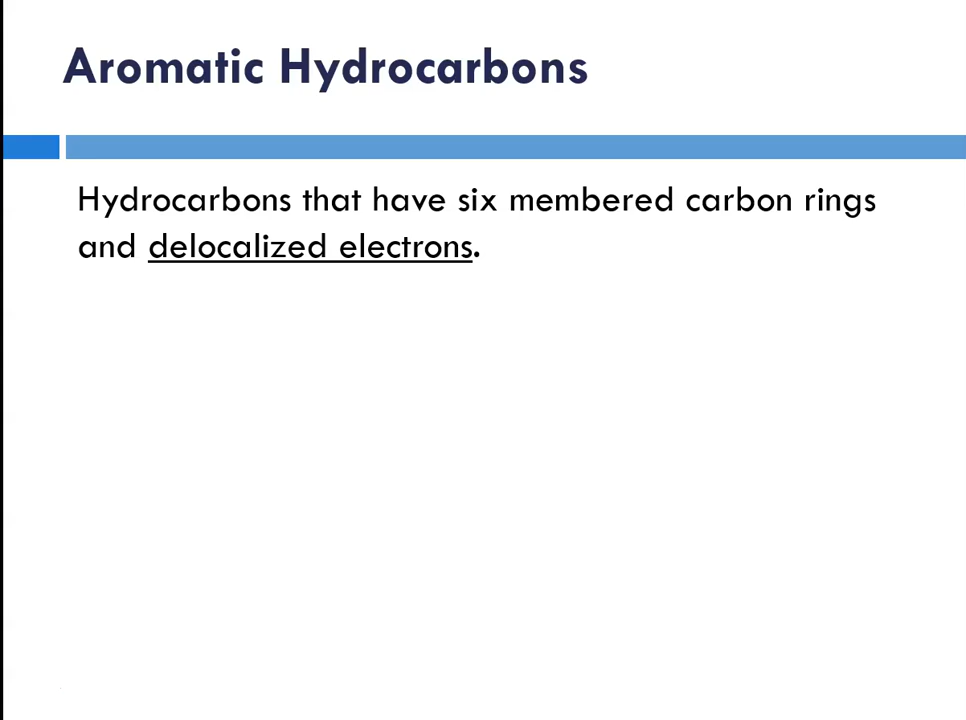 Aromatic Hydrocarbons
Hydrocarbons that have six membered carbon rings
and delocalized electrons.